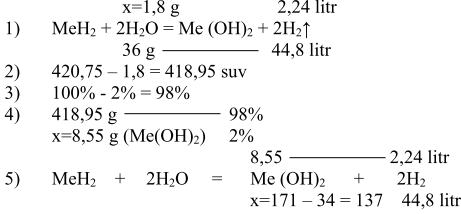 x=1,8 g 2,24 litr
1) MeH₂ + 2H₂O = Me (OH)₂ + 2H₂↑
36 g 44,8 litr
2) 420,75 – 1,8 = 418,95 suv
3) 100% - 2% = 98%
4) 418,95 g 98%
x=8,55 g (Me(OH)₂) 2%
8,55 2,24 litr
5) MeH₂ + 2H₂O = Me (OH)₂ + 2H₂
x=171 – 34 = 137 44,8 litr